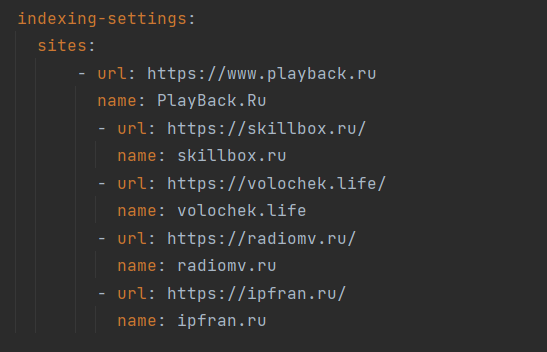 indexing-settings:
  sites:
      - url: https://www.playback.ru
        name: PlayBack.Ru
        - url: https://skillbox.ru/
          name: skillbox.ru
        - url: https://volochek.life/
          name: volochek.life
        - url: https://radiomv.ru/
          name: radiomv.ru
        - url: https://ipfran.ru/
          name: ipfran.ru